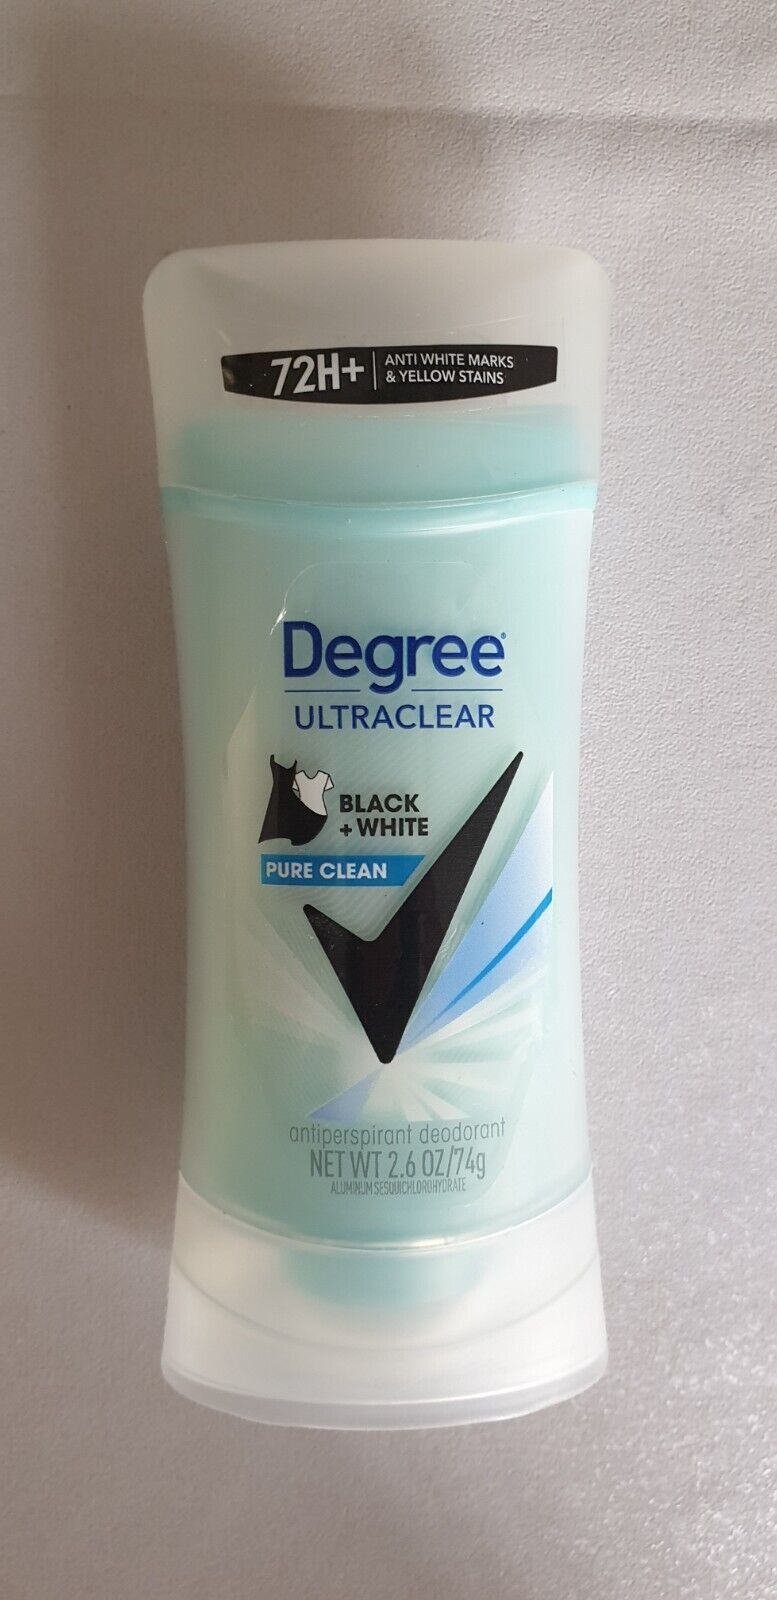 72H+
ANTI WHITE MARKS
& YELLOW STAINS
Degree®
ULTRACLEAR
BLACK
+ WHITE
PURE CLEAN
antiperspirant deodorant
NET WT 2.6 OZ/74g
ALUMINUM SESQUICHLOROHYDRATE